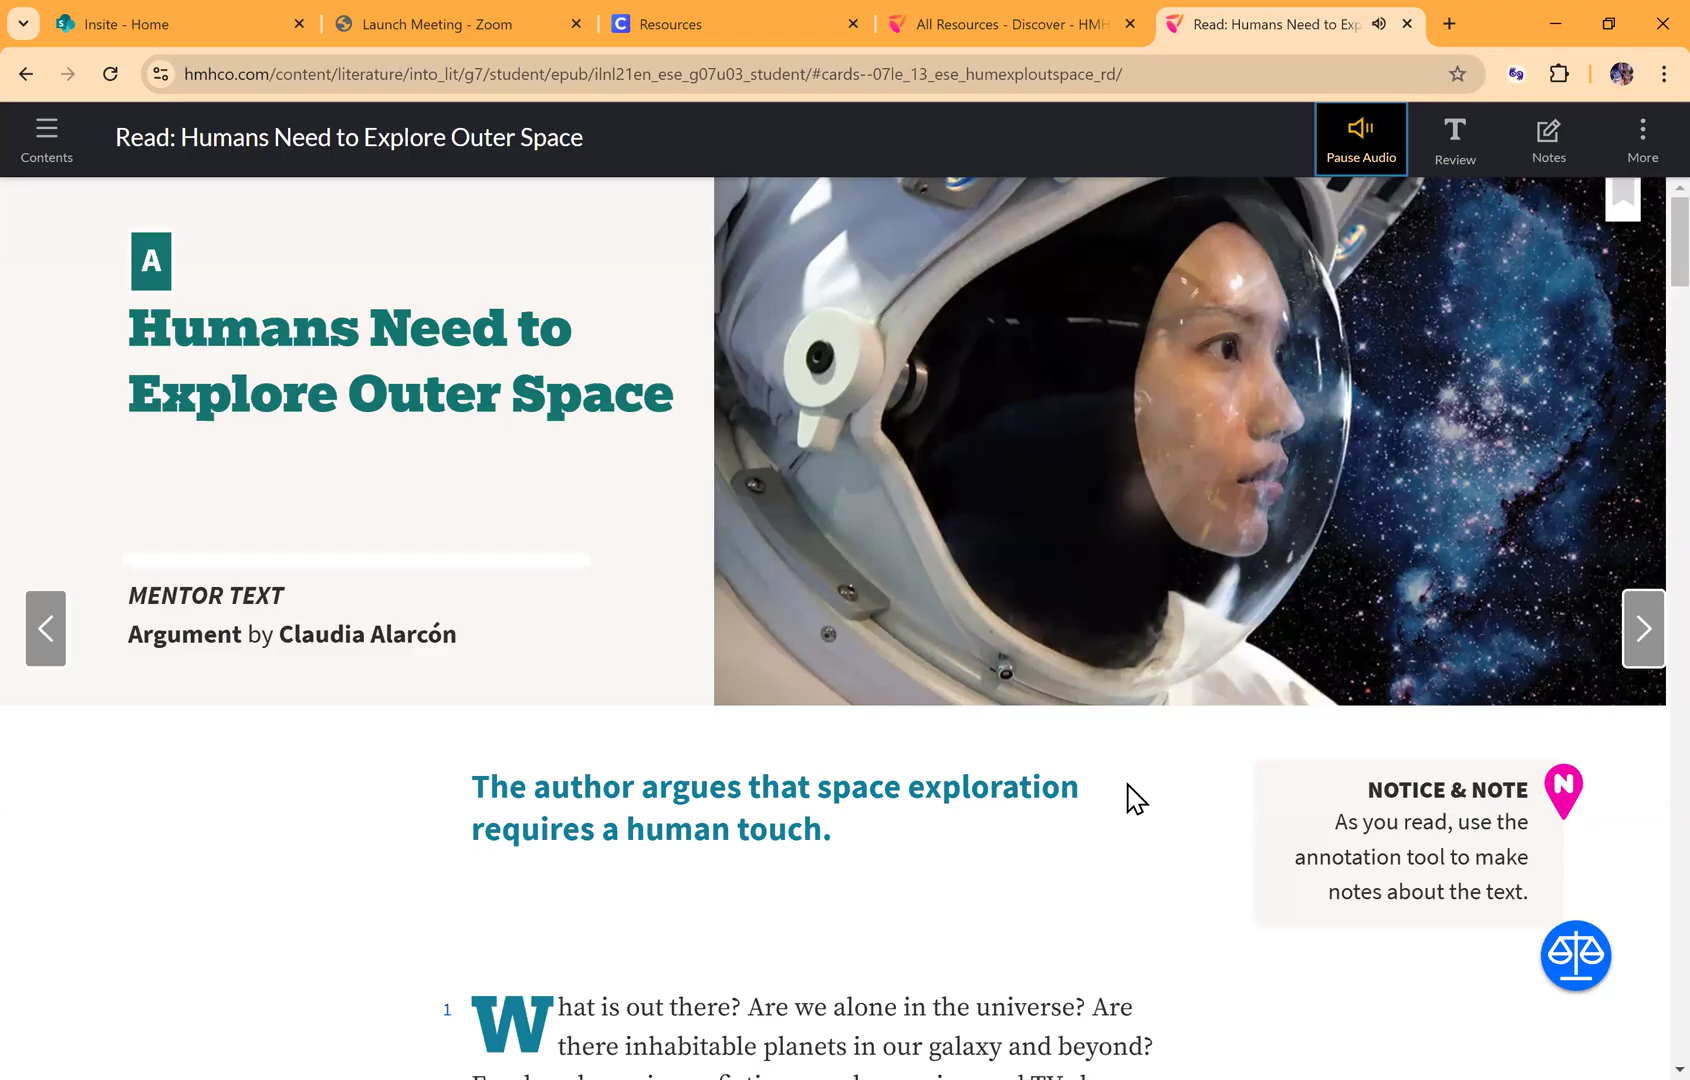 Insite - Home
Launch Meeting - Zoom
Resources
All Resources - Discover - HMH
Read: Humans Need to Exp
hmhco.com/content/literature/into_lit/g7/student/epub/ilnl21en_ese_g07u03_student/#cards--07le_13_ese_humexploutspace_rd/
Contents
Read: Humans Need to Explore Outer Space
Pause Audio
Review
Notes
More
A
Humans Need to
Explore Outer Space
MENTOR TEXT
Argument by Claudia Alarcón
The author argues that space exploration
requires a human touch.
NOTICE & NOTE
As you read, use the
annotation tool to make
notes about the text.
1
What is out there? Are we alone in the universe? Are
there inhabitable planets in our galaxy and beyond?